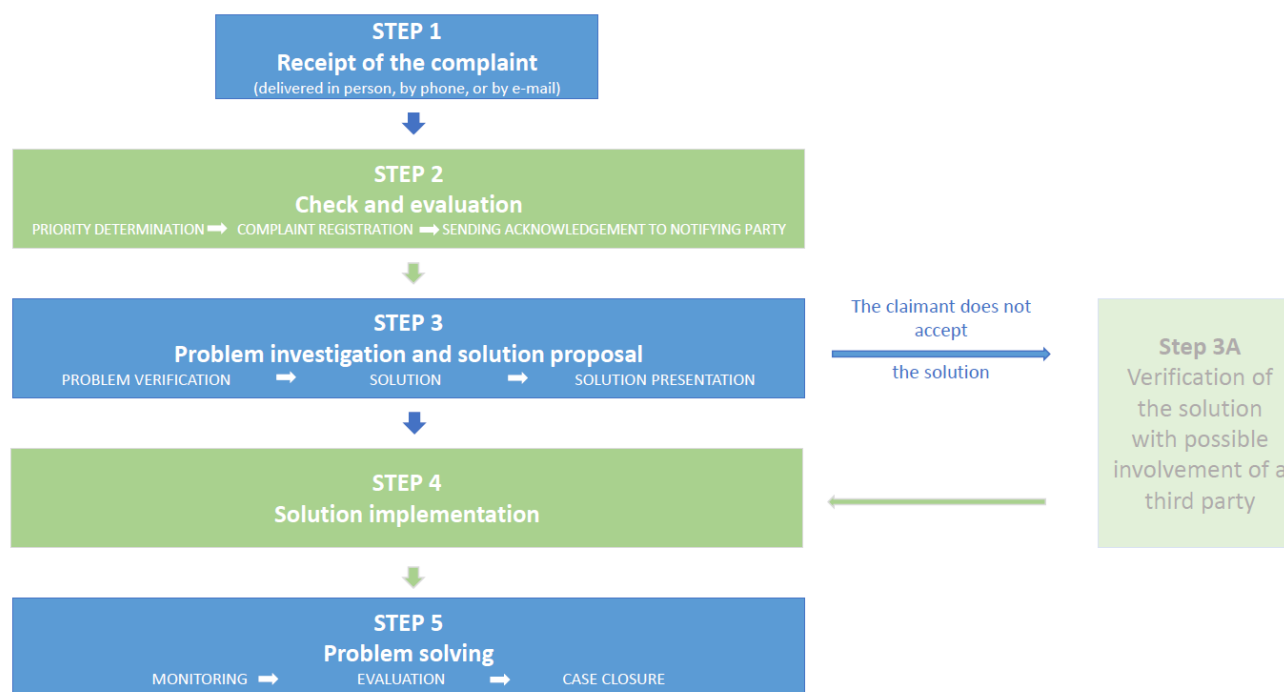 STEP 1
Receipt of the complaint
(delivered in person, by phone, or by e-mail)
STEP 2
Check and evaluation
PRIORITY DETERMINATION COMPLAINT REGISTRATION SENDING ACKNOWLEDGEMENT TO NOTIFYING PARTY
STEP 3
Problem investigation and solution proposal
PROBLEM VERIFICATION SOLUTION SOLUTION PRESENTATION
The claimant does not
accept
the solution
Step 3A
Verification of
the solution
with possible
involvement of a
third party
STEP 4
Solution implementation
STEP 5
Problem solving
MONITORING EVALUATION CASE CLOSURE